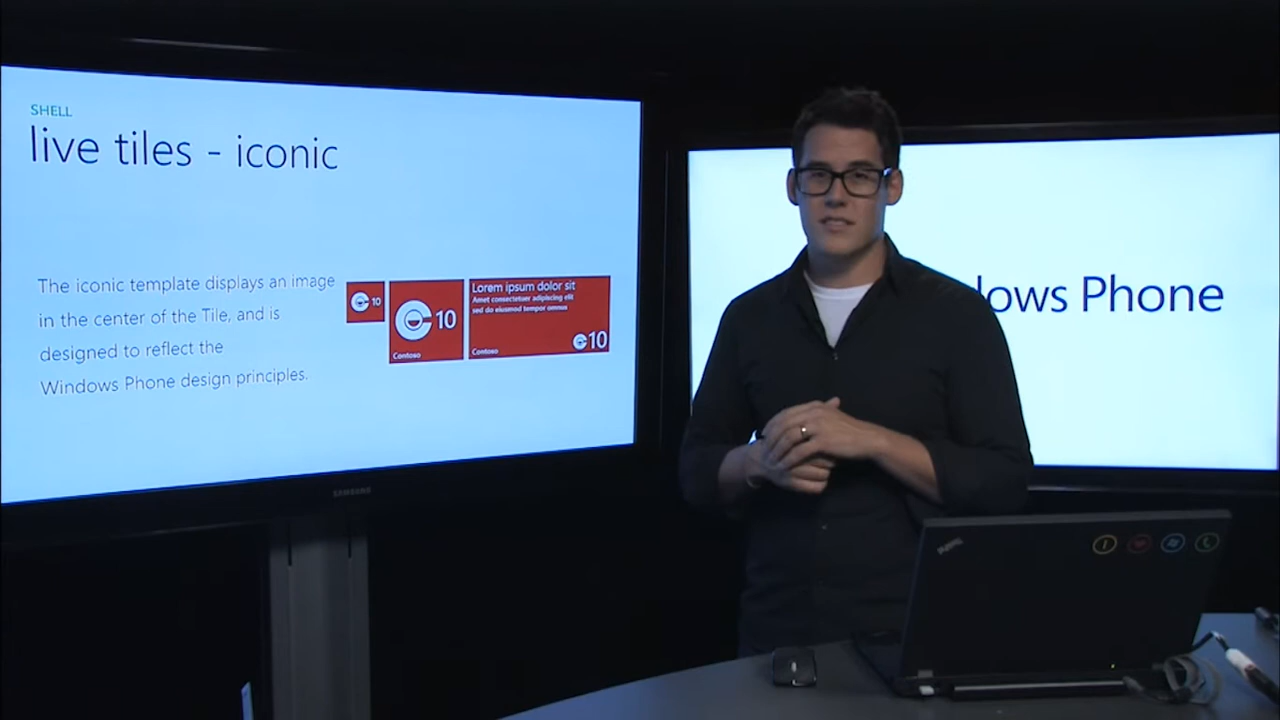 SHELL
live tiles - iconic
The iconic template displays an image
in the center of the Tile, and is
designed to reflect the
Windows Phone design principles.
10
10
Contoso
Lorem ipsum dolor sit
Amet consectetuer adipiscing elit
sed do eiusmod tempor omnus
Contoso
10
SAMSUNG
dows Phone
ThinkPad